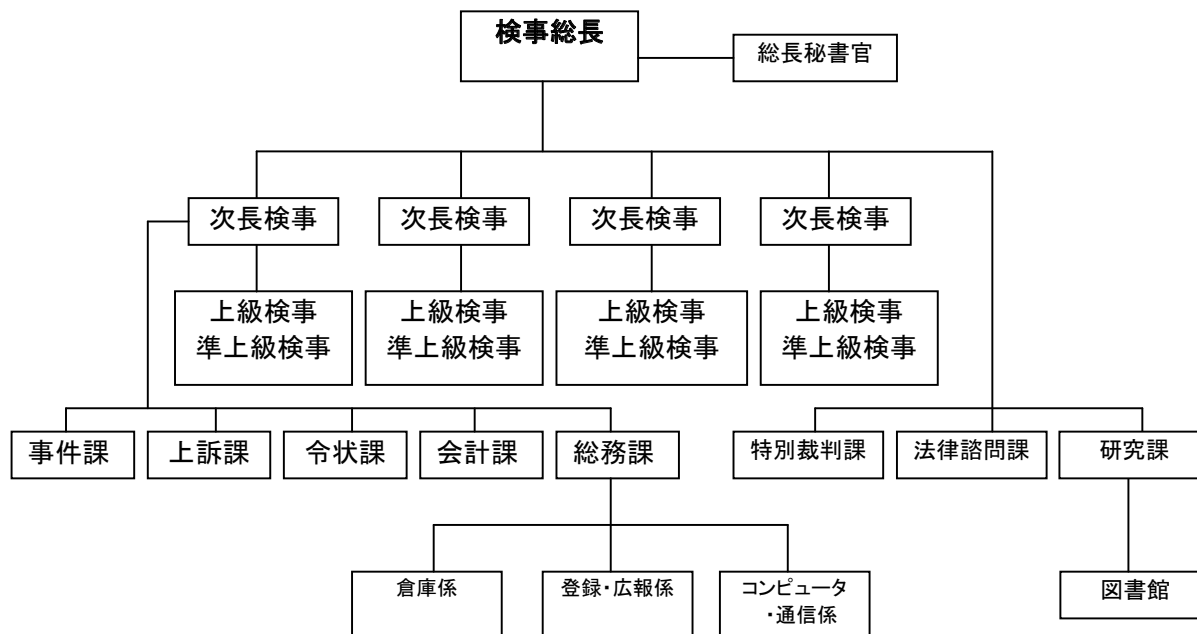 検事総長
総長秘書官
次長検事
次長検事
次長検事
次長検事
上級検事
準上級検事
上級検事
準上級検事
上級検事
準上級検事
上級検事
準上級検事
事件課
上訴課
令状課
会計課
総務課
特別裁判課
法律諮問課
研究課
倉庫係
登録・広報係
コンピュータ
・通信係
図書館